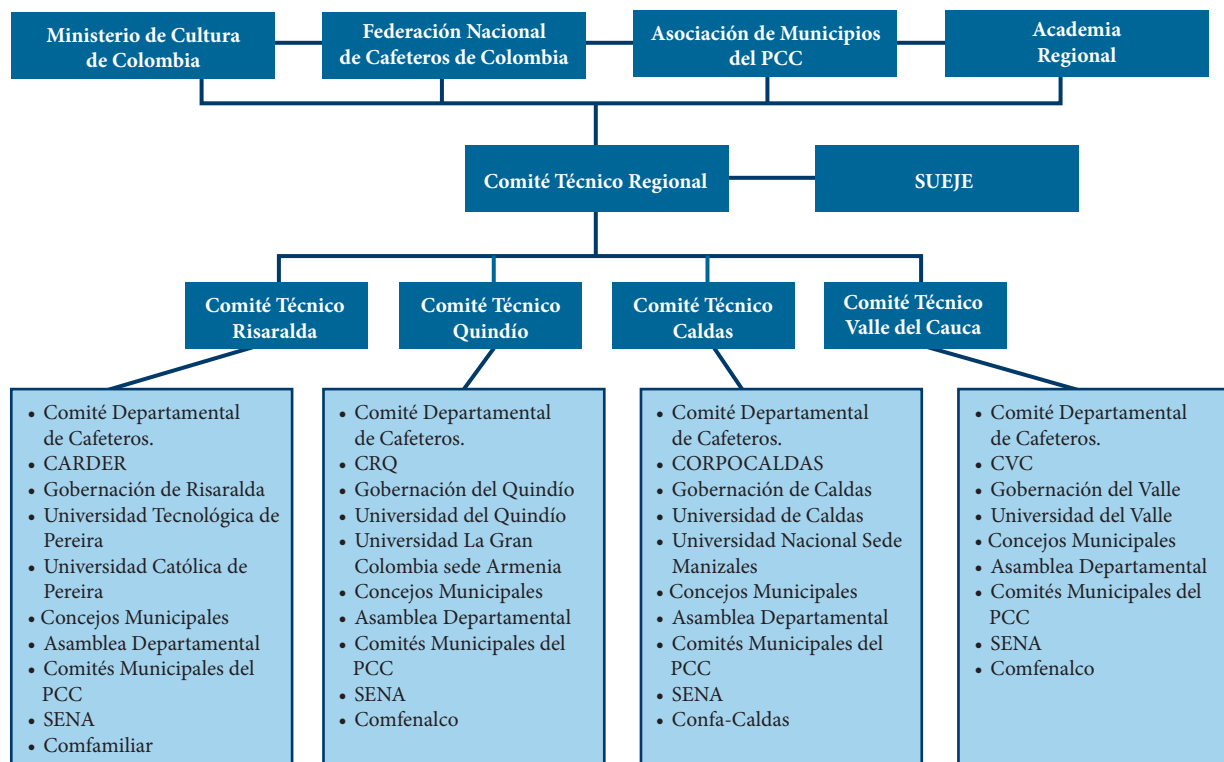 Ministerio de Cultura
de Colombia
Federación Nacional
de Cafeteros de Colombia
Asociación de Municipios
del PCC
Academia
Regional
Comité Técnico Regional
SUEJE
Comité Técnico
Risaralda
Comité Técnico
Quindío
Comité Técnico
Caldas
Comité Técnico
Valle del Cauca
• Comité Departamental
de Cafeteros.
• CARDER
• Gobernación de Risaralda
• Universidad Tecnológica de
Pereira
• Universidad Católica de
Pereira
• Concejos Municipales
• Asamblea Departamental
• Comités Municipales del
PCC
• SENA
• Comfamiliar
• Comité Departamental
de Cafeteros.
• CRQ
• Gobernación del Quindío
• Universidad del Quindío
• Universidad La Gran
Colombia sede Armenia
• Concejos Municipales
• Asamblea Departamental
• Comités Municipales del
PCC
• SENA
• Comfenalco
• Comité Departamental
de Cafeteros.
• CORPOCALDAS
• Gobernación de Caldas
• Universidad de Caldas
• Universidad Nacional Sede
Manizales
• Concejos Municipales
• Asamblea Departamental
• Comités Municipales del
PCC
• SENA
• Confa-Caldas
• Comité Departamental
de Cafeteros.
• CVC
• Gobernación del Valle
• Universidad del Valle
• Concejos Municipales
• Asamblea Departamental
• Comités Municipales del
PCC
• SENA
• Comfenalco